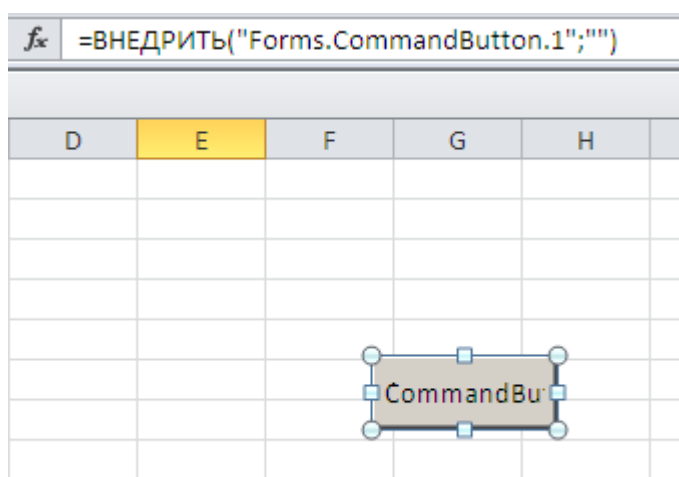 fx =ВНЕДРИТЬ("Forms.CommandButton.1";"")
D E F G H
CommandBu